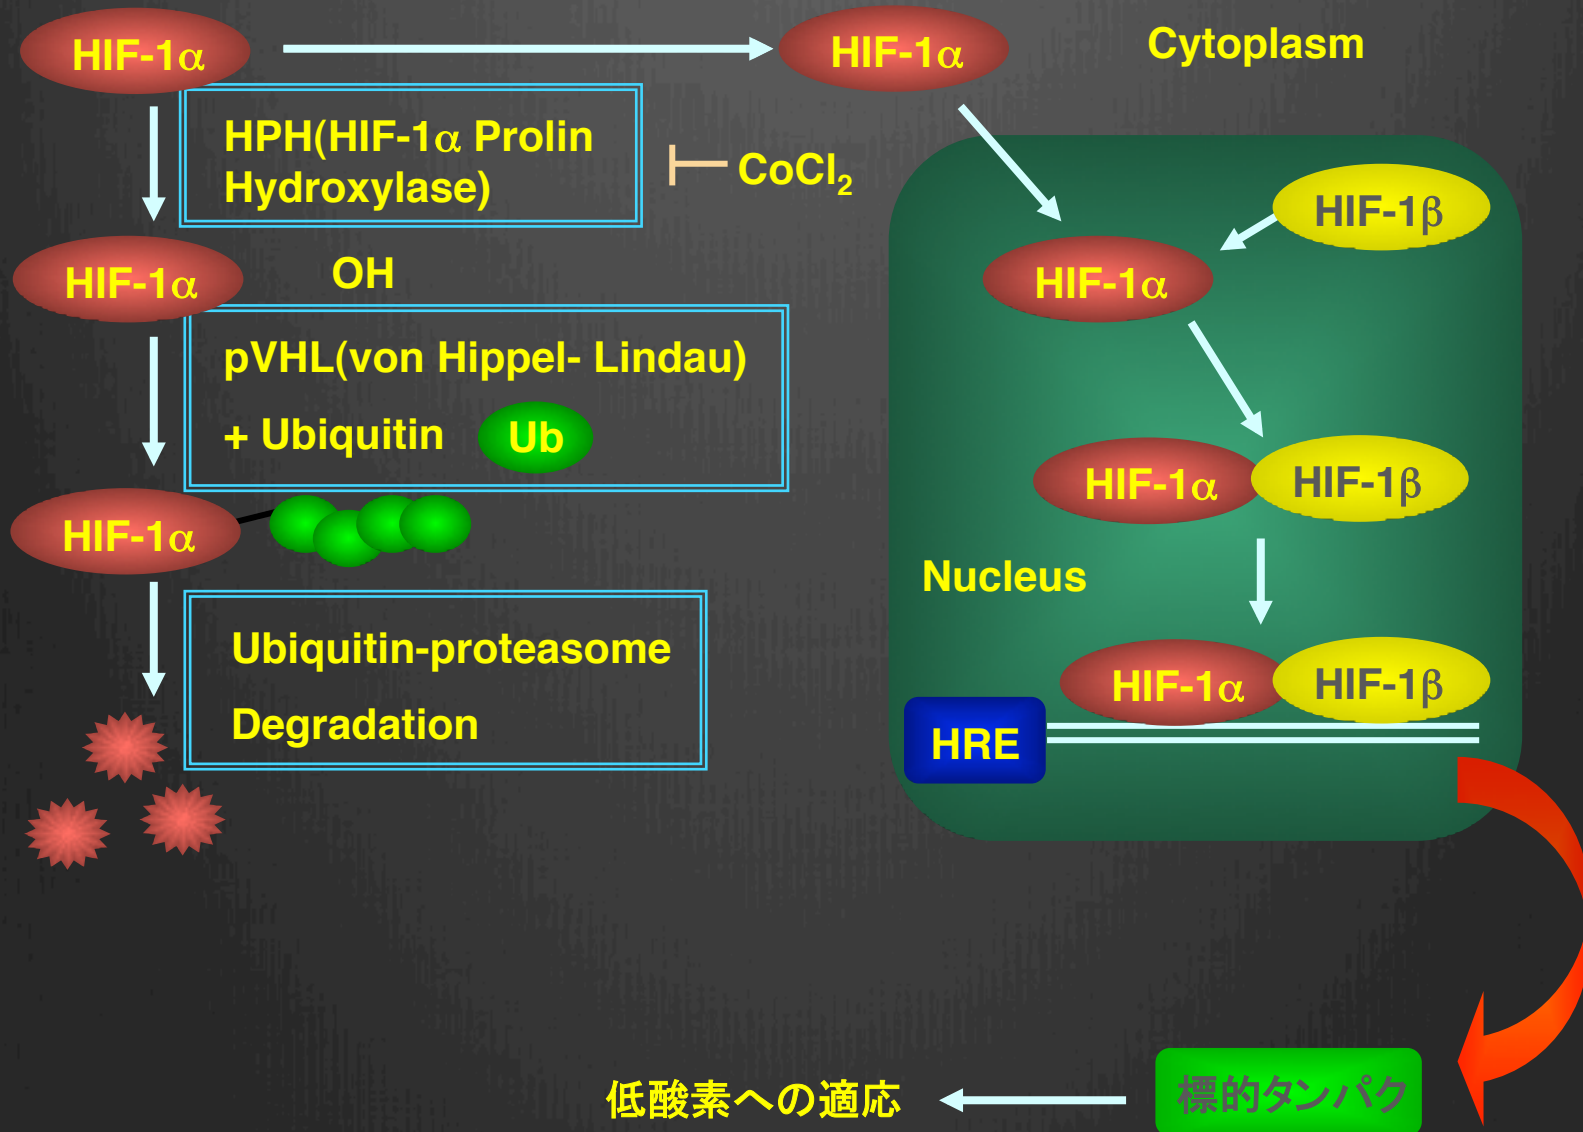 HIF-1α
HIF-1α
Cytoplasm
HPH(HIF-1α Prolin
Hydroxylase)
CoCl₂
HIF-1β
HIF-1α
OH
HIF-1α
pVHL(von Hippel- Lindau)
+ Ubiquitin
Ub
HIF-1α
HIF-1β
HIF-1α
Nucleus
Ubiquitin-proteasome
Degradation
HIF-1α
HIF-1β
HRE
低酸素への適応
標的タンパク